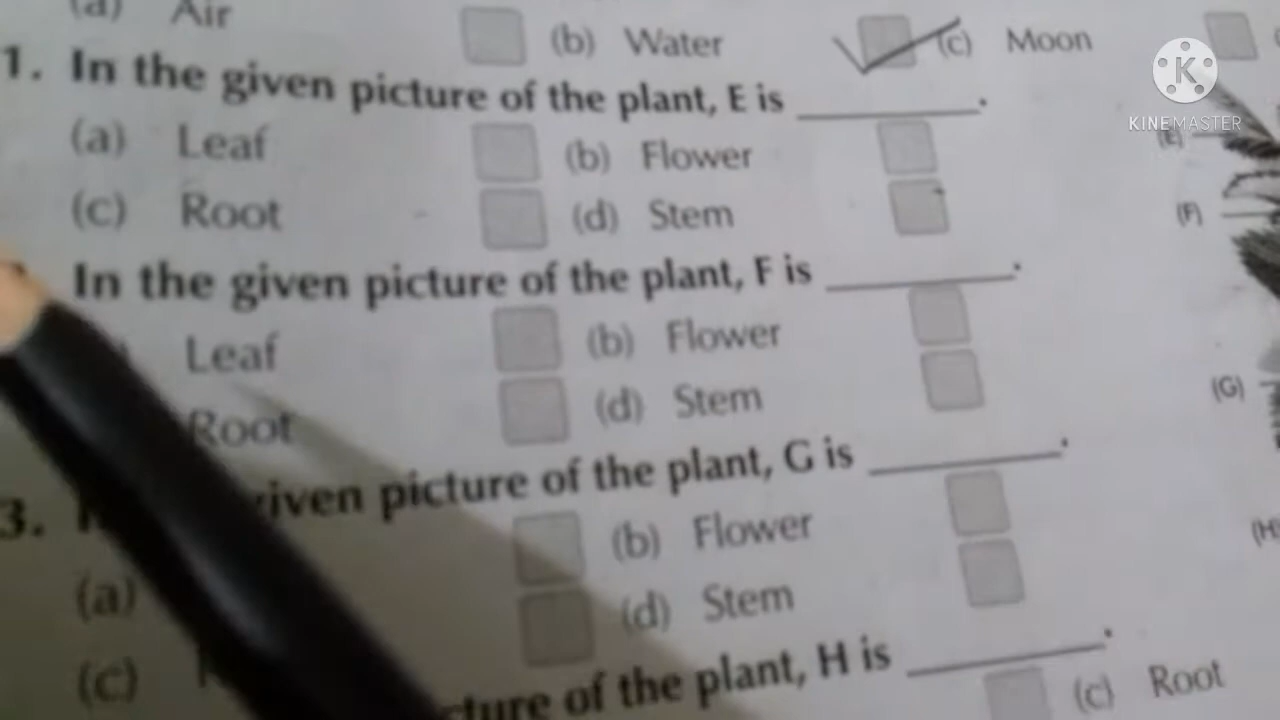 (a) Air (b) Water (c) Moon
1. In the given picture of the plant, E is ________.
(a) Leaf (b) Flower
(c) Root (d) Stem
In the given picture of the plant, F is ________.
Leaf (b) Flower
Root (d) Stem
3. given picture of the plant, G is ________.
(a) (b) Flower
(c) (d) Stem
of the plant, H is ________.
(c) Root
K
KINEMASTER
(E)
(F)
(G)
(H